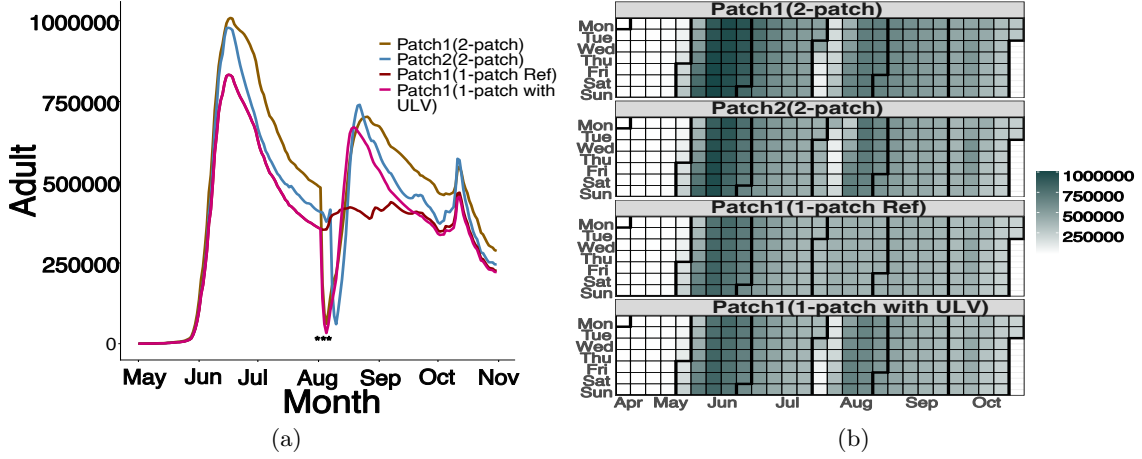 1000000
750000
500000
250000
0
Adult
Patch1(2-patch)
Patch2(2-patch)
Patch1(1-patch Ref)
Patch1(1-patch with
ULV)
***
May Jun Jul Aug Sep Oct Nov
Month
(a)
Patch1(2-patch)
Mon
Tue
Wed
Thu
Fri
Sat
Sun
Patch2(2-patch)
Mon
Tue
Wed
Thu
Fri
Sat
Sun
Patch1(1-patch Ref)
Mon
Tue
Wed
Thu
Fri
Sat
Sun
Patch1(1-patch with ULV)
Mon
Tue
Wed
Thu
Fri
Sat
Sun
Apr May Jun Jul Aug Sep Oct
1000000
750000
500000
250000
(b)